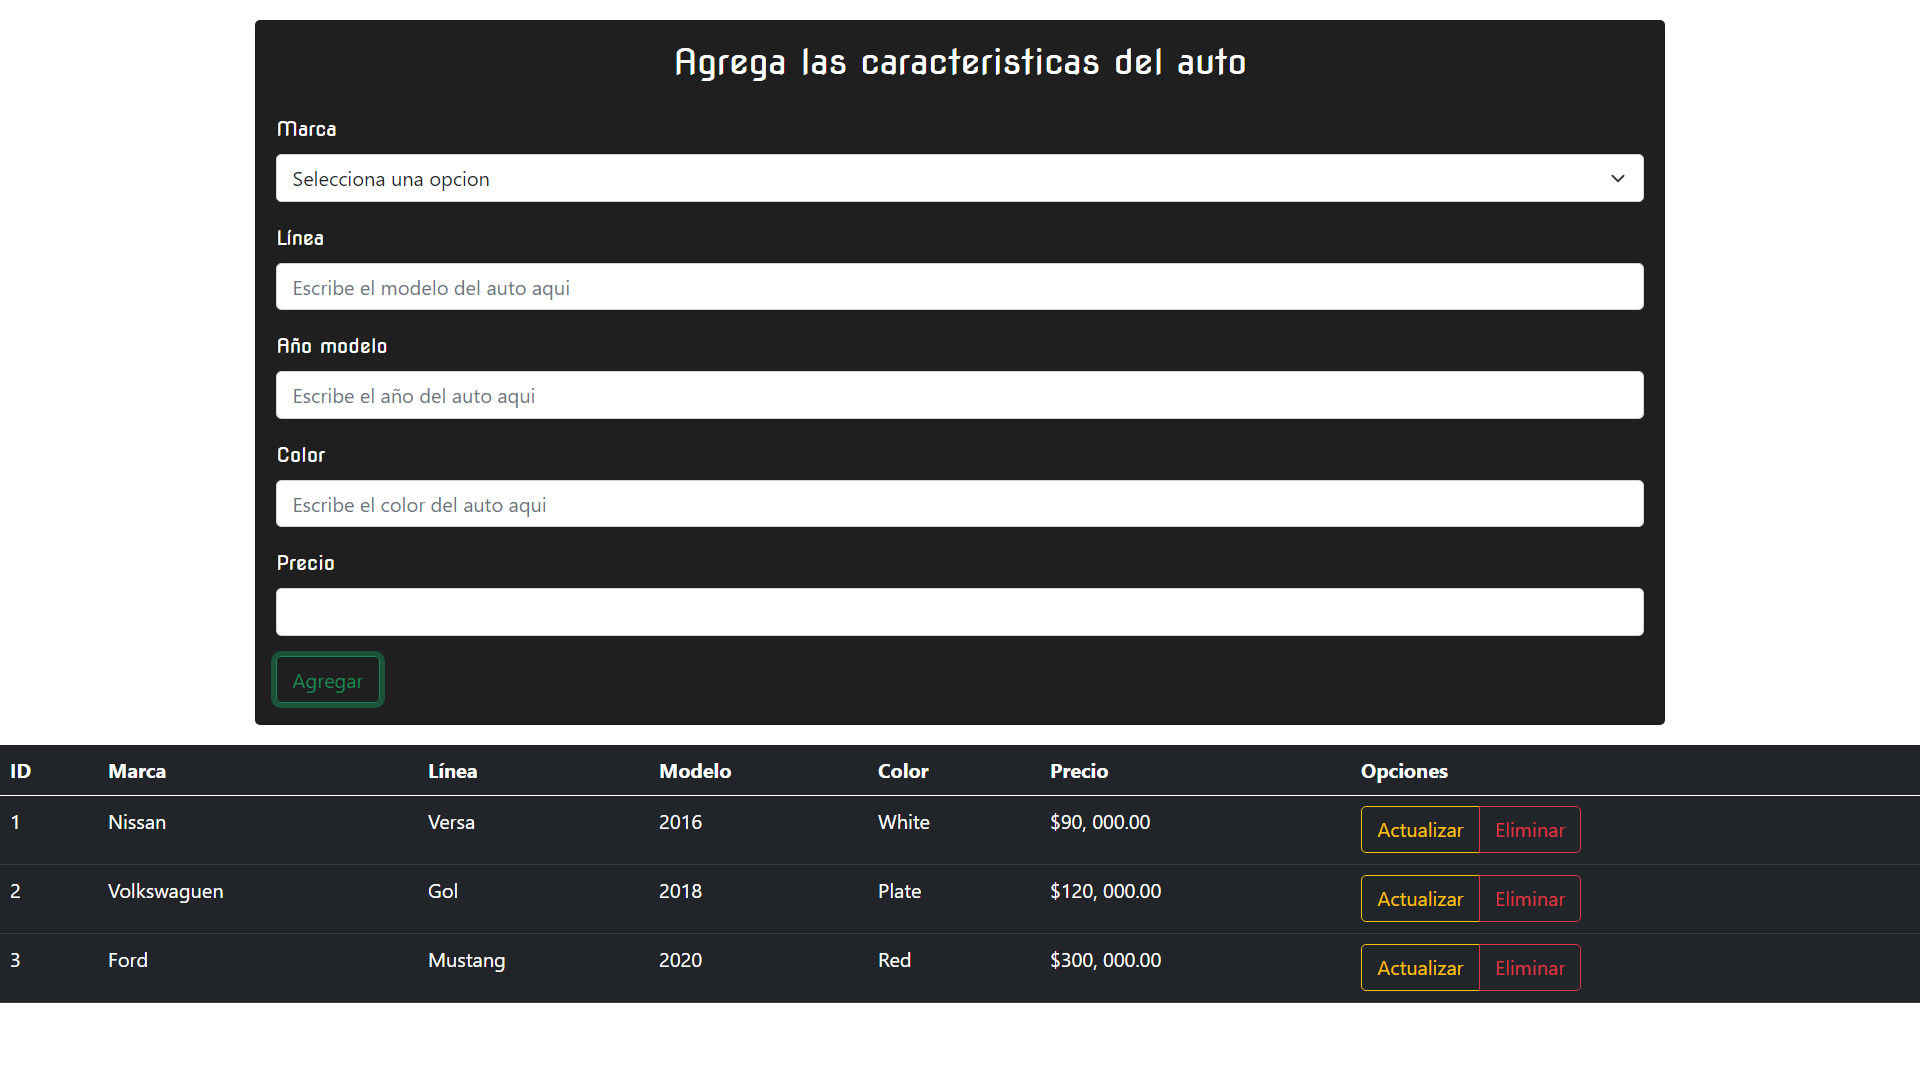 Agrega las caracteristicas del auto
Marca
Selecciona una opcion
Línea
Escribe el modelo del auto aqui
Año modelo
Escribe el año del auto aqui
Color
Escribe el color del auto aqui
Precio
Agregar
ID Marca Línea Modelo Color Precio Opciones
1 Nissan Versa 2016 White $90, 000.00 Actualizar Eliminar
2 Volkswaguen Gol 2018 Plate $120, 000.00 Actualizar Eliminar
3 Ford Mustang 2020 Red $300, 000.00 Actualizar Eliminar